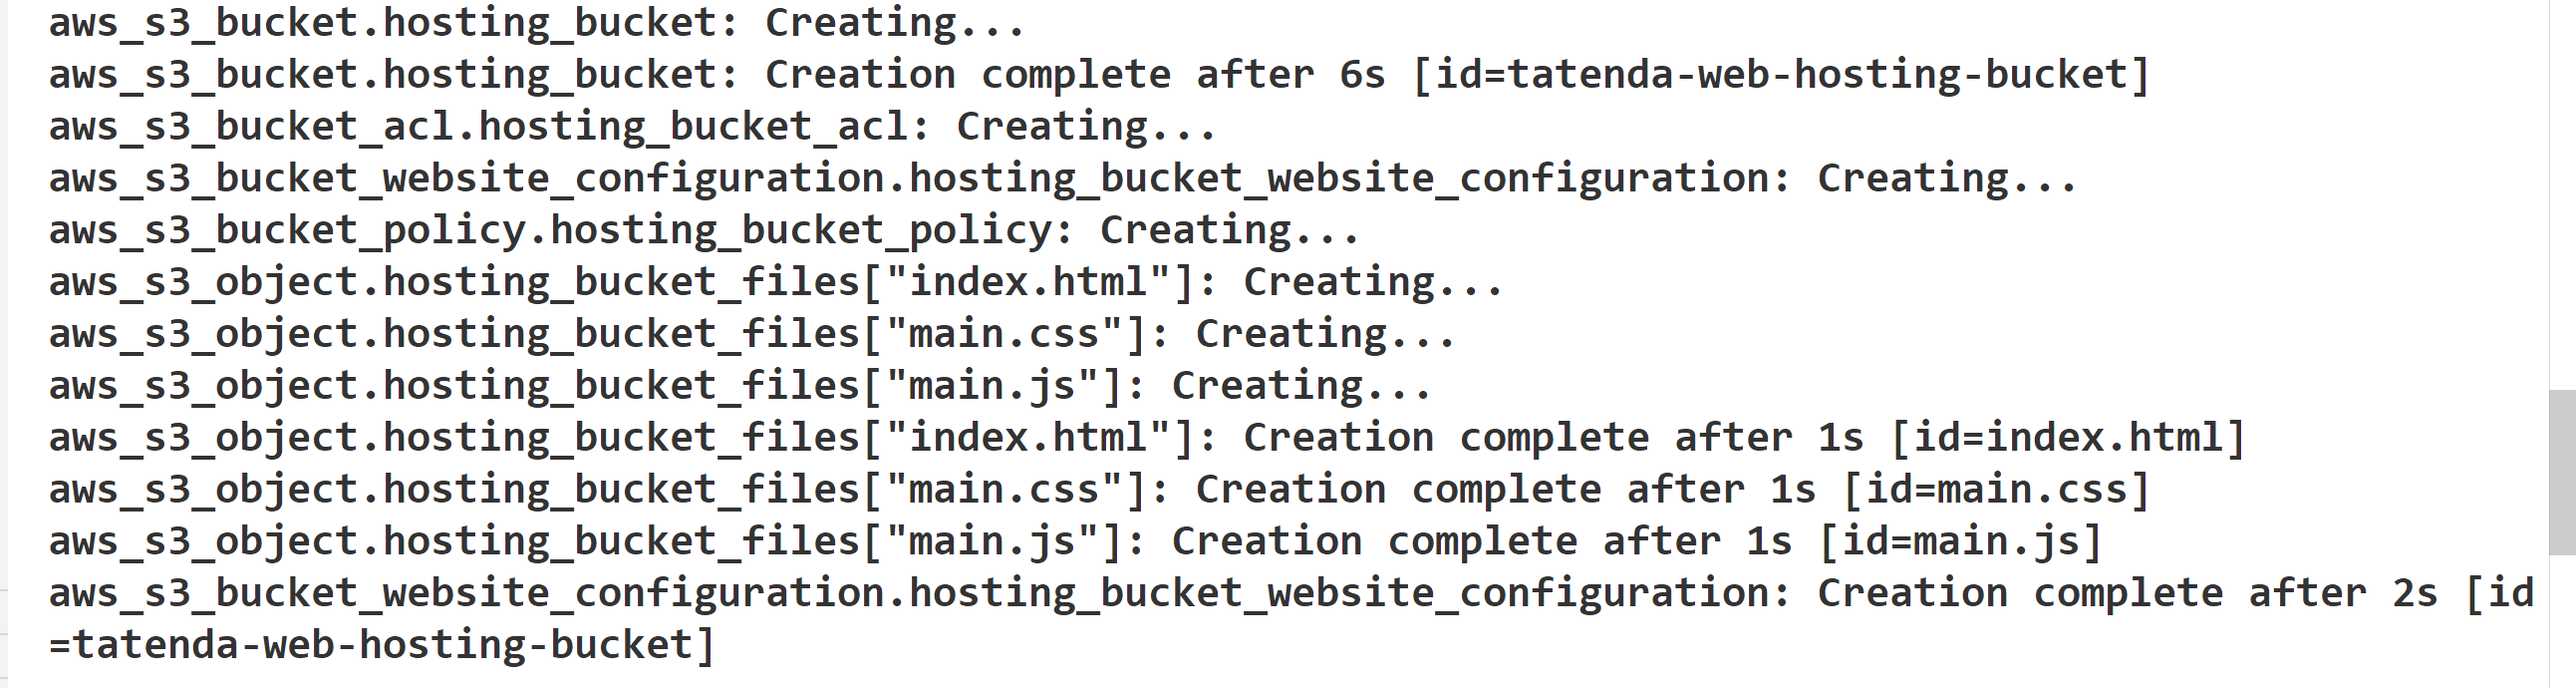 aws_s3_bucket.hosting_bucket: Creating...
aws_s3_bucket.hosting_bucket: Creation complete after 6s [id=tatenda-web-hosting-bucket]
aws_s3_bucket_acl.hosting_bucket_acl: Creating...
aws_s3_bucket_website_configuration.hosting_bucket_website_configuration: Creating...
aws_s3_bucket_policy.hosting_bucket_policy: Creating...
aws_s3_object.hosting_bucket_files["index.html"]: Creating...
aws_s3_object.hosting_bucket_files["main.css"]: Creating...
aws_s3_object.hosting_bucket_files["main.js"]: Creating...
aws_s3_object.hosting_bucket_files["index.html"]: Creation complete after 1s [id=index.html]
aws_s3_object.hosting_bucket_files["main.css"]: Creation complete after 1s [id=main.css]
aws_s3_object.hosting_bucket_files["main.js"]: Creation complete after 1s [id=main.js]
aws_s3_bucket_website_configuration.hosting_bucket_website_configuration: Creation complete after 2s [id
=tatenda-web-hosting-bucket]